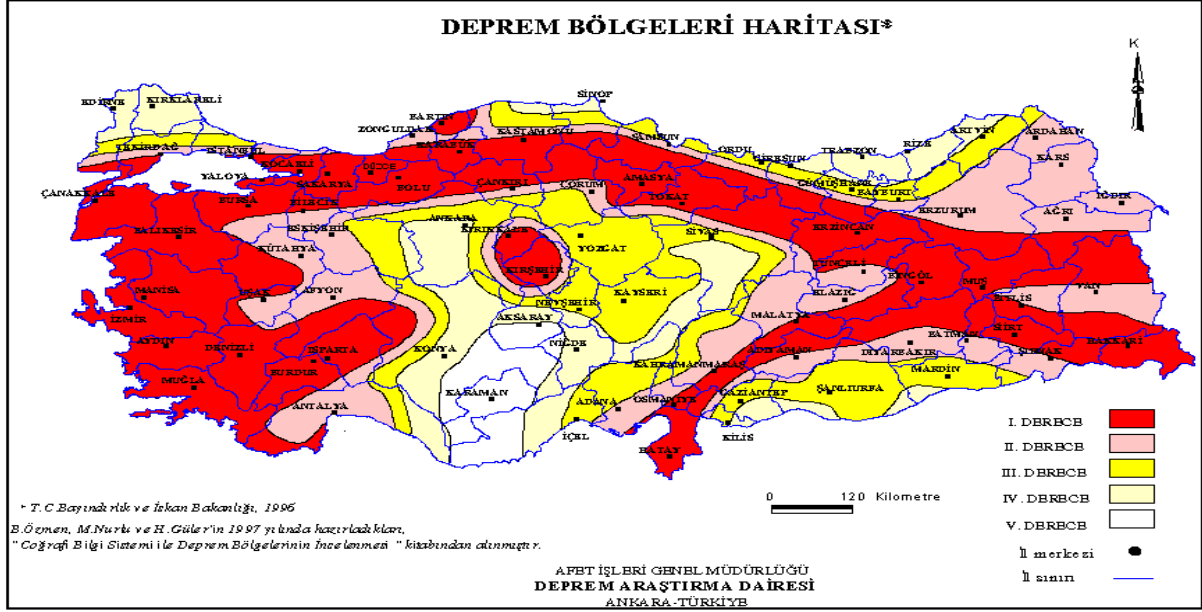 DEPREM BÖLGELERİ HARİTASI*
K
SİNOP
EDİRNE
KIRKLARELİ
BARTIN
ZONGULDAK
KASTAMONU
SAMSUN
ARTVİN
ARDAHAN
TEKİRDAĞ
İSTANBUL
KOCAELİ
DÜZCE
KARABÜK
ORDU
GİRESUN
TRABZON
RİZE
KARS
YALOVA
SAKARYA
BOLU
ÇANKIRI
ÇORUM
AMASYA
TOKAT
GÜMÜŞHANE
BAYBURT
ÇANAKKALE
BURSA
BİLECİK
ERZURUM
AĞRI
IĞDIR
BALIKESİR
ESKİŞEHİR
ANKARA
KIRIKKALE
YOZGAT
SİVAS
ERZİNCAN
KÜTAHYA
KIRŞEHİR
TUNCELİ
BİNGÖL
MUŞ
MANİSA
UŞAK
AFYON
NEVŞEHİR
KAYSERİ
ELAZIĞ
BİTLİS
VAN
İZMİR
AKSARAY
MALATYA
AYDIN
DENİZLİ
ISPARTA
KONYA
NİĞDE
ADIYAMAN
DİYARBAKIR
BATMAN
SİİRT
ŞIRNAK
HAKKARİ
MUĞLA
BURDUR
KARAMAN
KAHRAMANMARAŞ
MARDİN
ANTALYA
ADANA
OSMANİYE
GAZİANTEP
ŞANLIURFA
İÇEL
KİLİS
HATAY
I. DERECE
II. DERECE
III. DERECE
IV. DERECE
V. DERECE
İl merkezi
İl sınırı
0 120 Kilometre
* T.C.Bayındırlık ve İskan Bakanlığı, 1996
B.Özmen, M.Nurlu ve H.Güler'in 1997 yılında hazırladıkları,
"Coğrafi Bilgi Sistemi ile Deprem Bölgelerinin İncelenmesi" kitabından alınmıştır.
AFET İŞLERİ GENEL MÜDÜRLÜĞÜ
DEPREM ARAŞTIRMA DAİRESİ
ANKARA-TÜRKİYE